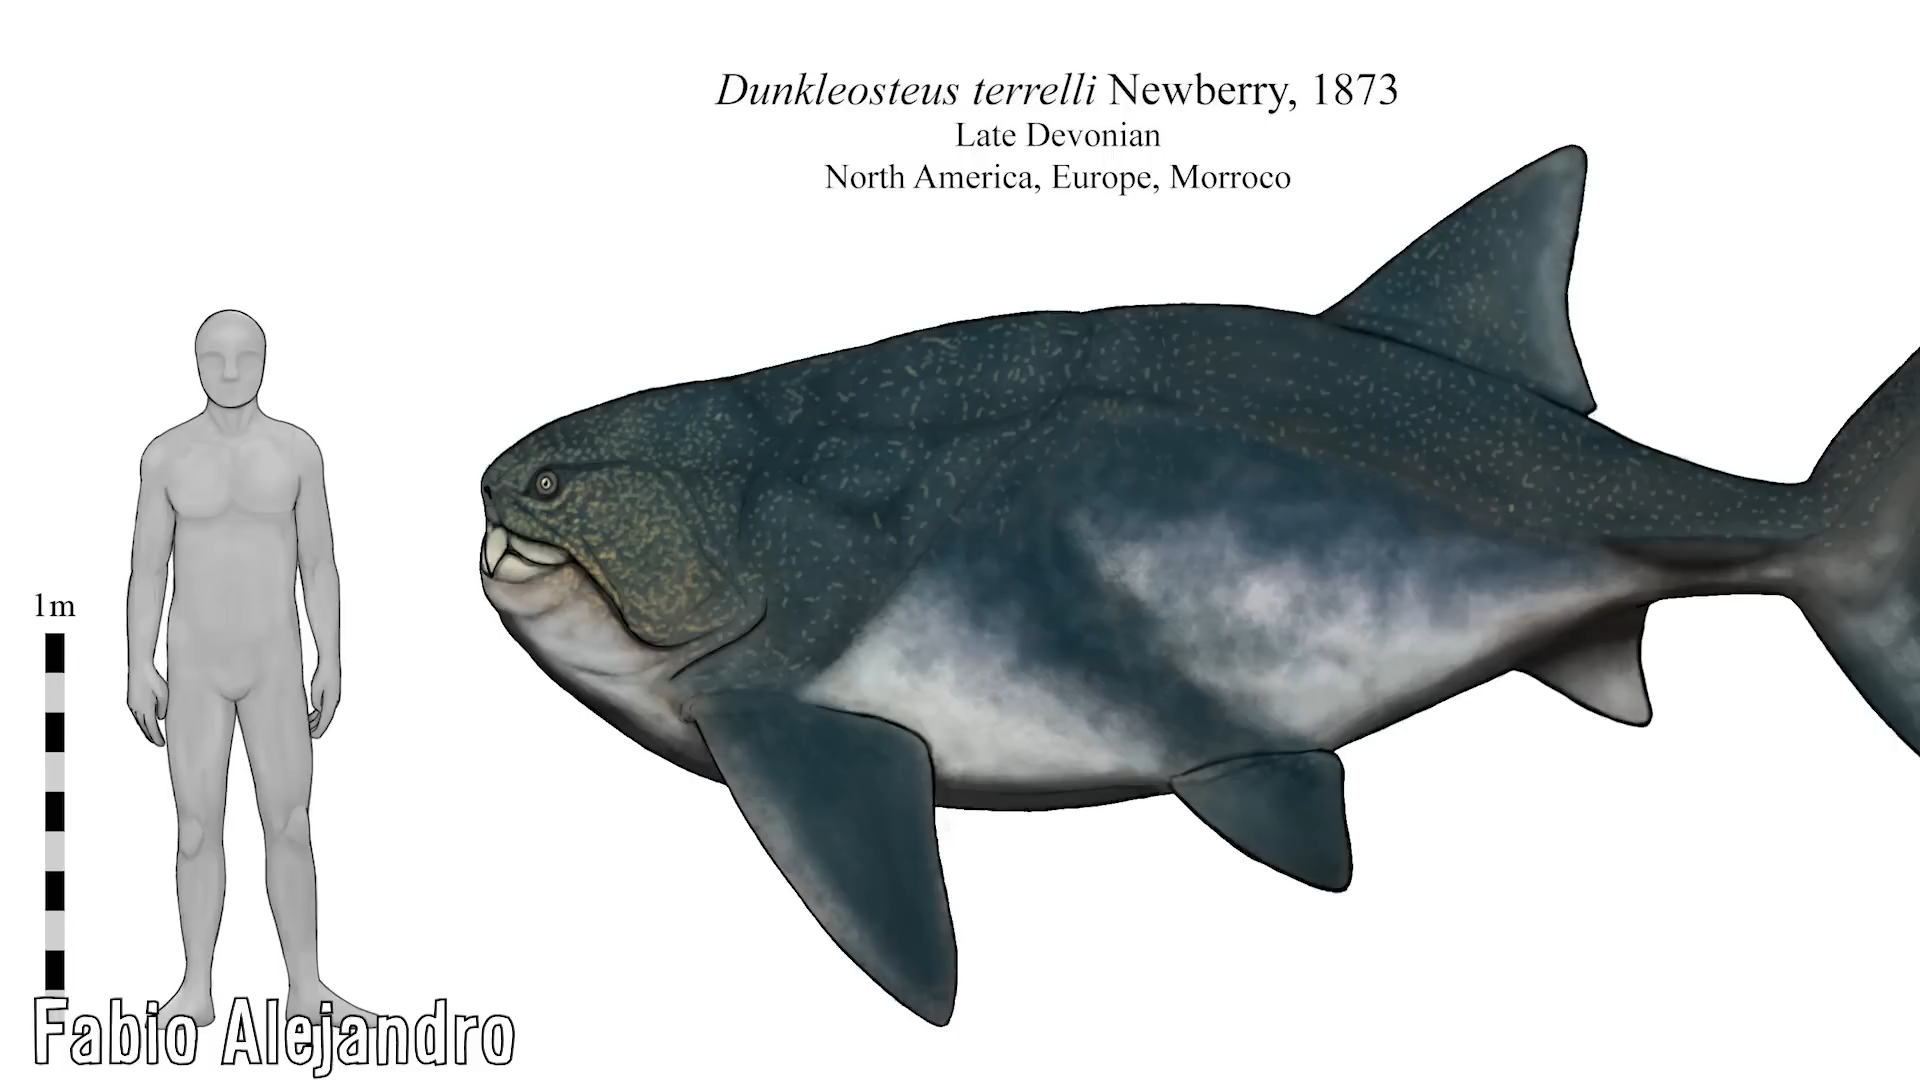 Dunkleosteus terrelli Newberry, 1873
Late Devonian
North America, Europe, Morroco
1m
Fabio Alejandro